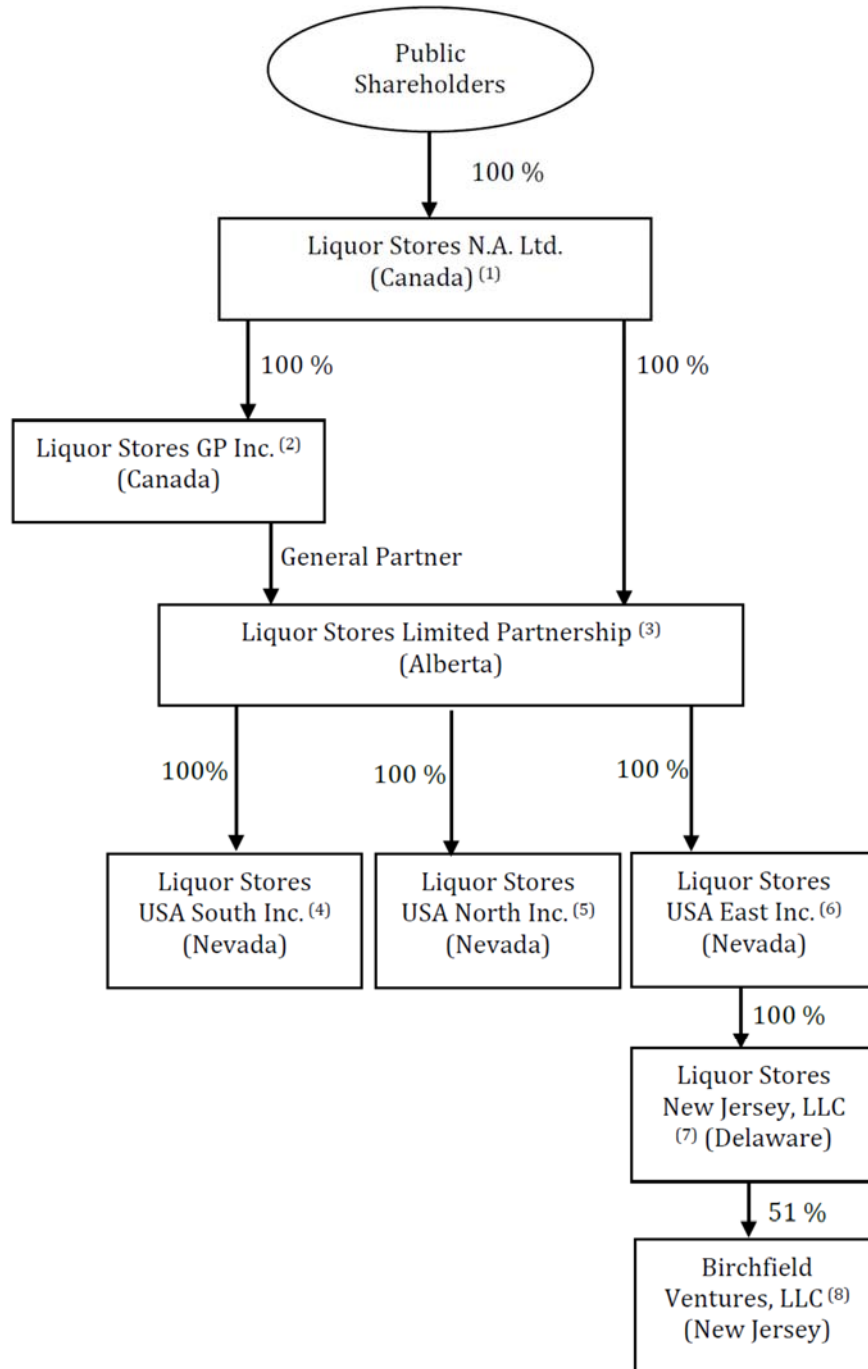 Public
Shareholders
100 %
Liquor Stores N.A. Ltd.
(Canada) (1)
100 %
100 %
Liquor Stores GP Inc. (2)
(Canada)
General Partner
Liquor Stores Limited Partnership (3)
(Alberta)
100%
100 %
100 %
Liquor Stores
USA South Inc. (4)
(Nevada)
Liquor Stores
USA North Inc. (5)
(Nevada)
Liquor Stores
USA East Inc. (6)
(Nevada)
100 %
Liquor Stores
New Jersey, LLC
(7) (Delaware)
51 %
Birchfield
Ventures, LLC (8)
(New Jersey)